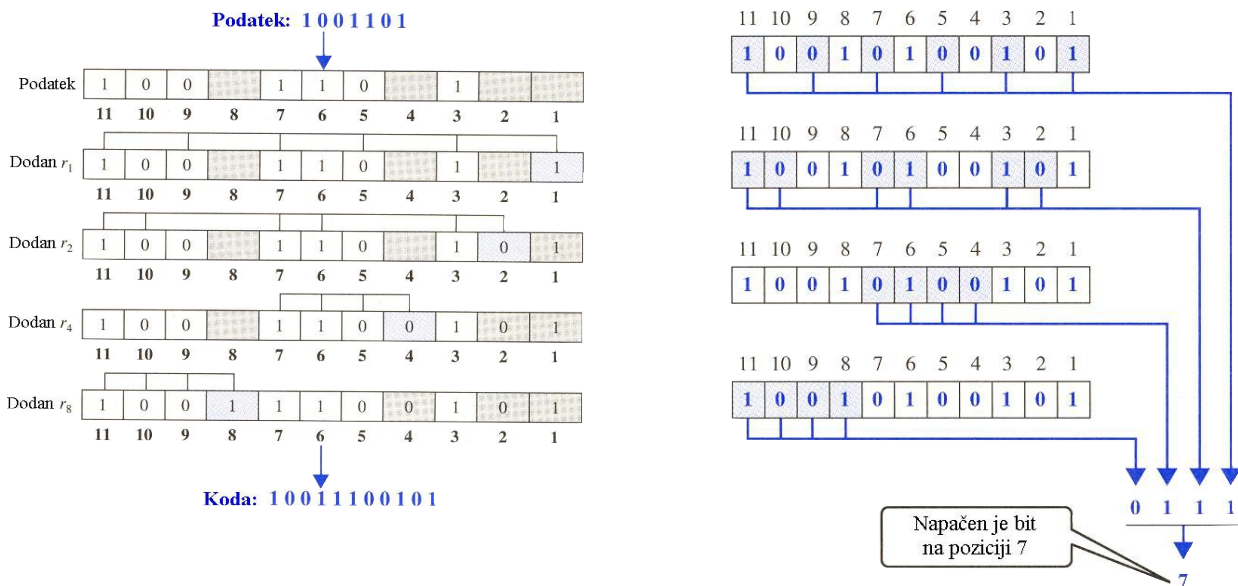 Podatek: 1 0 0 1 1 0 1
Podatek 1 0 0 1 1 0 1
11 10 9 8 7 6 5 4 3 2 1
Dodan r1 1 0 0 1 1 0 1 1
11 10 9 8 7 6 5 4 3 2 1
Dodan r2 1 0 0 1 1 0 1 0 1
11 10 9 8 7 6 5 4 3 2 1
Dodan r4 1 0 0 1 1 0 0 1 0 1
11 10 9 8 7 6 5 4 3 2 1
Dodan r8 1 0 0 1 1 1 0 0 1 0 1
11 10 9 8 7 6 5 4 3 2 1
Koda: 1 0 0 1 1 1 0 0 1 0 1
11 10 9 8 7 6 5 4 3 2 1
1 0 0 1 0 1 0 0 1 0 1
11 10 9 8 7 6 5 4 3 2 1
1 0 0 1 0 1 0 0 1 0 1
11 10 9 8 7 6 5 4 3 2 1
1 0 0 1 0 1 0 0 1 0 1
11 10 9 8 7 6 5 4 3 2 1
1 0 0 1 0 1 0 0 1 0 1
0 1 1 1
Napačen je bit
na poziciji 7
7